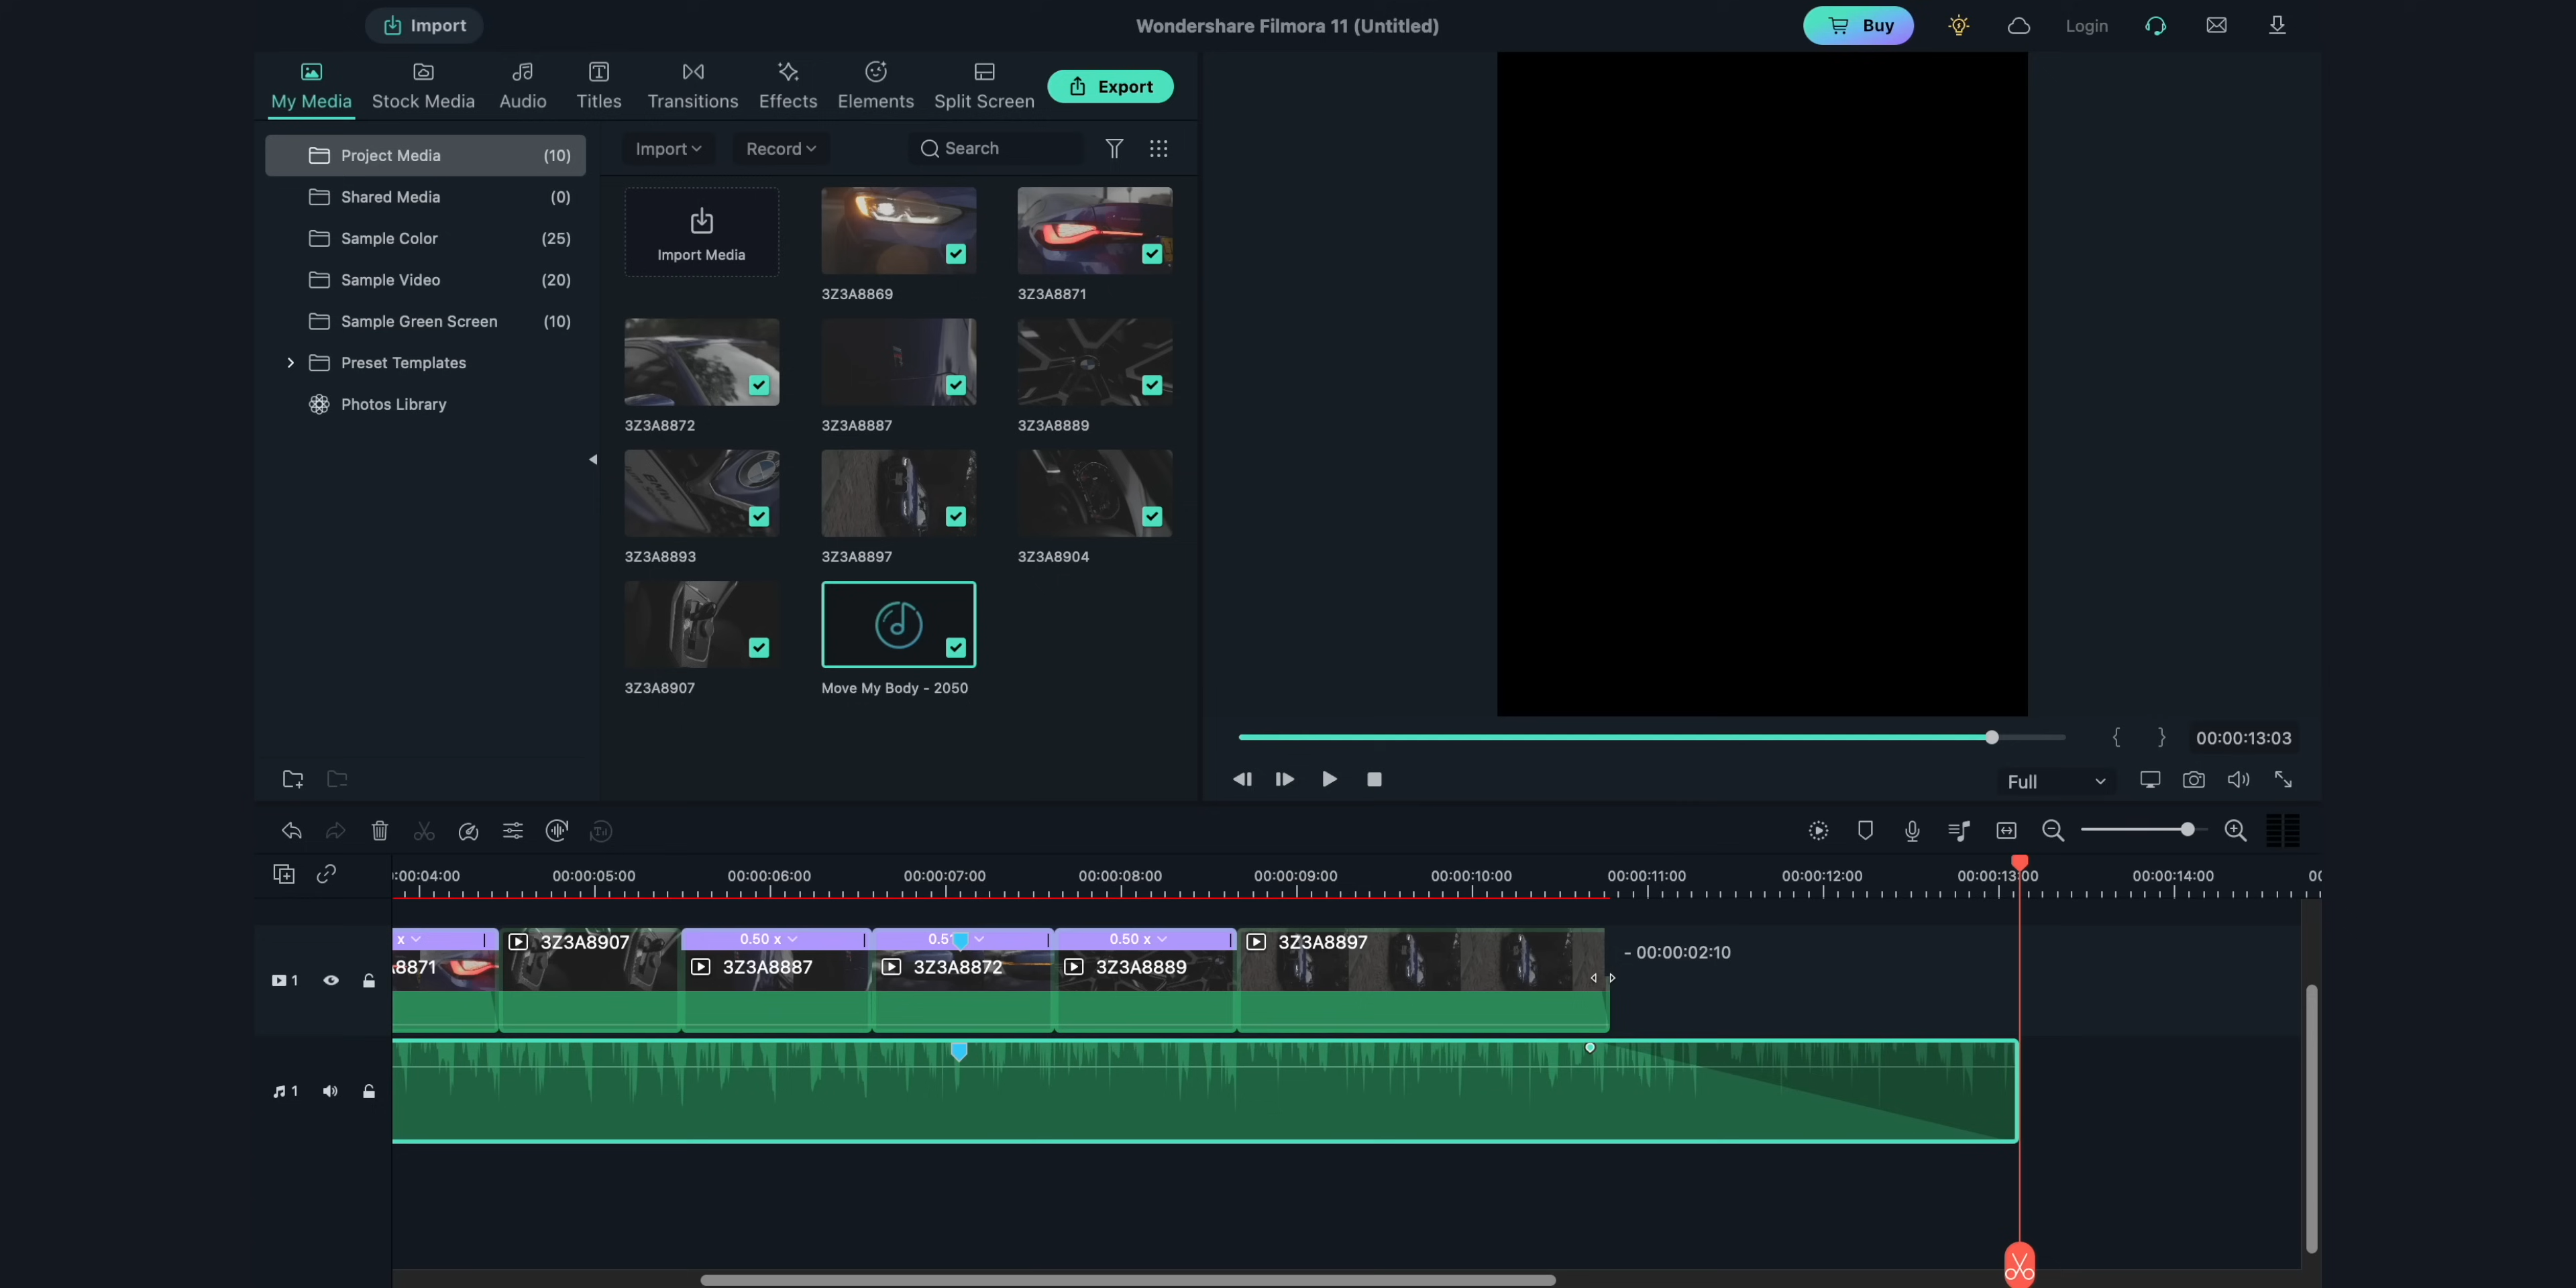 Import
Wondershare Filmora 11 (Untitled)
Buy
Login
My Media
Stock Media
Audio
Titles
Transitions
Effects
Elements
Split Screen
Export
Project Media (10)
Shared Media (0)
Sample Color (25)
Sample Video (20)
Sample Green Screen (10)
Preset Templates
Photos Library
Import
Record
Search
Import Media
3Z3A8869
3Z3A8871
3Z3A8872
3Z3A8887
3Z3A8889
3Z3A8893
3Z3A8897
3Z3A8904
3Z3A8907
Move My Body - 2050
{ } 00:00:13:03
Full
:00:04:00 00:00:05:00 00:00:06:00 00:00:07:00 00:00:08:00 00:00:09:00 00:00:10:00 00:00:11:00 00:00:12:00 00:00:13:00 00:00:14:00
x
8871
3Z3A8907
0.50 x
3Z3A8887
3Z3A8872
0.50 x
3Z3A8889
3Z3A8897
- 00:00:02:10
1
1